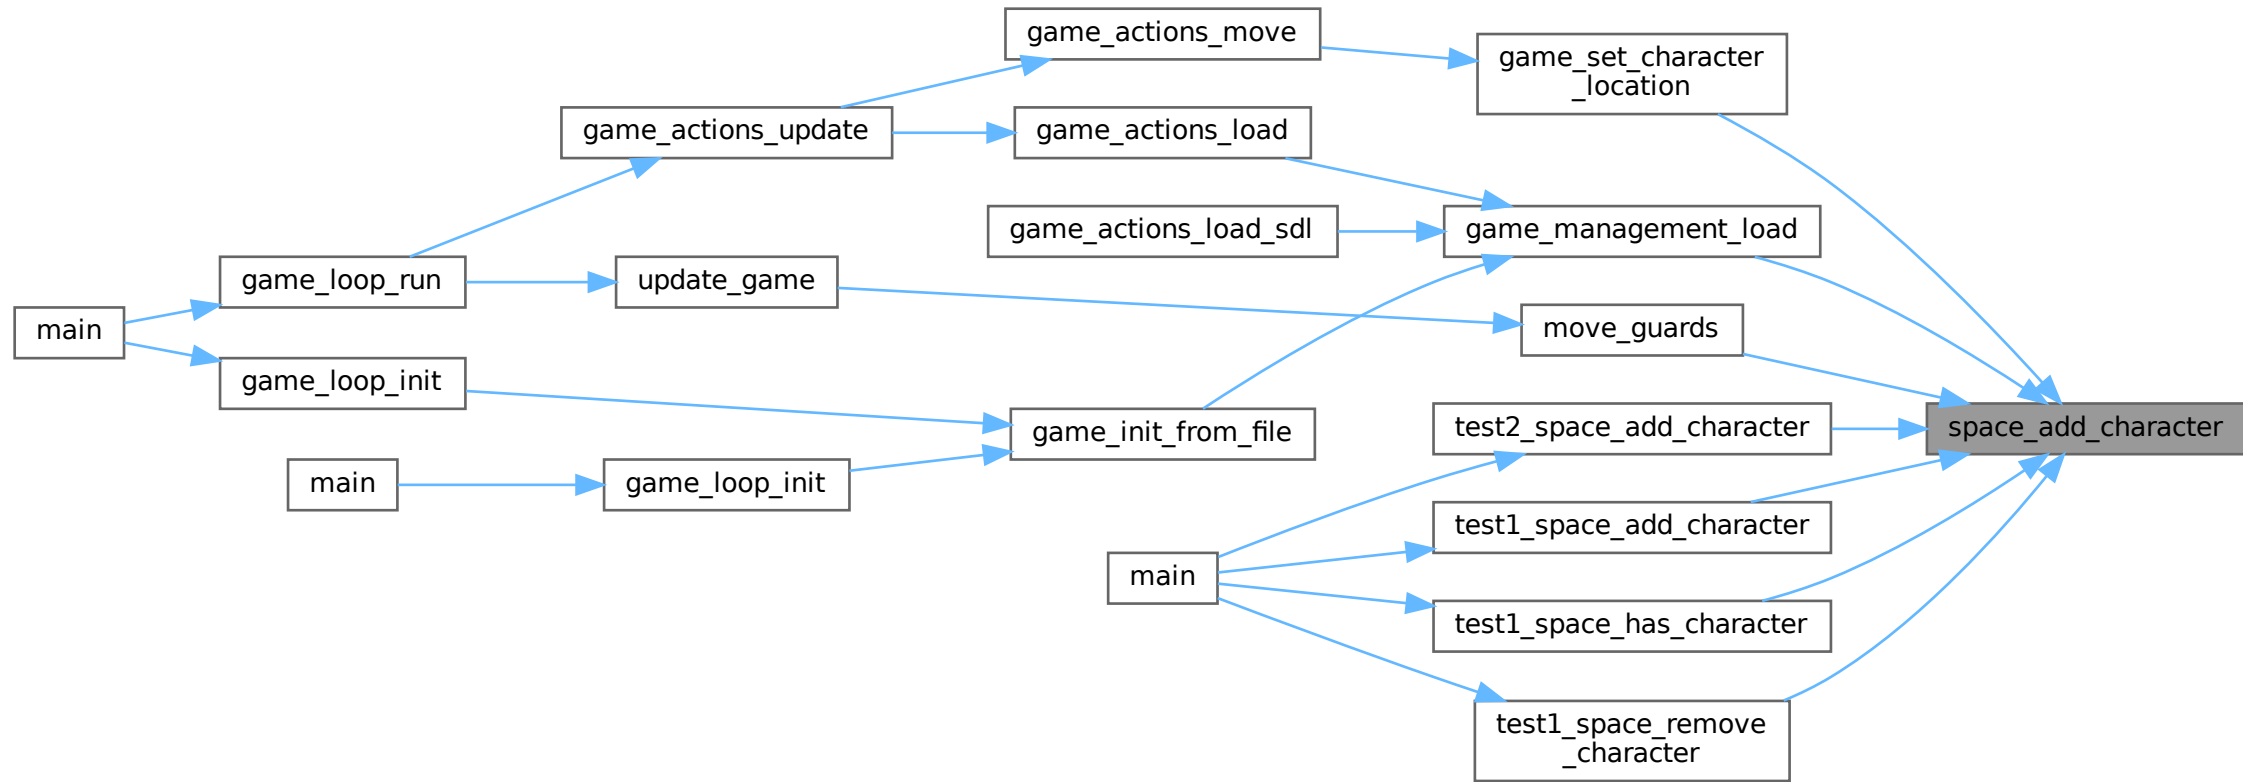 game_actions_move
game_set_character
_location
game_actions_update
game_actions_load
game_actions_load_sdl
game_management_load
game_loop_run
update_game
main
move_guards
game_loop_init
test2_space_add_character
space_add_character
game_init_from_file
main
game_loop_init
test1_space_add_character
main
test1_space_has_character
test1_space_remove
_character